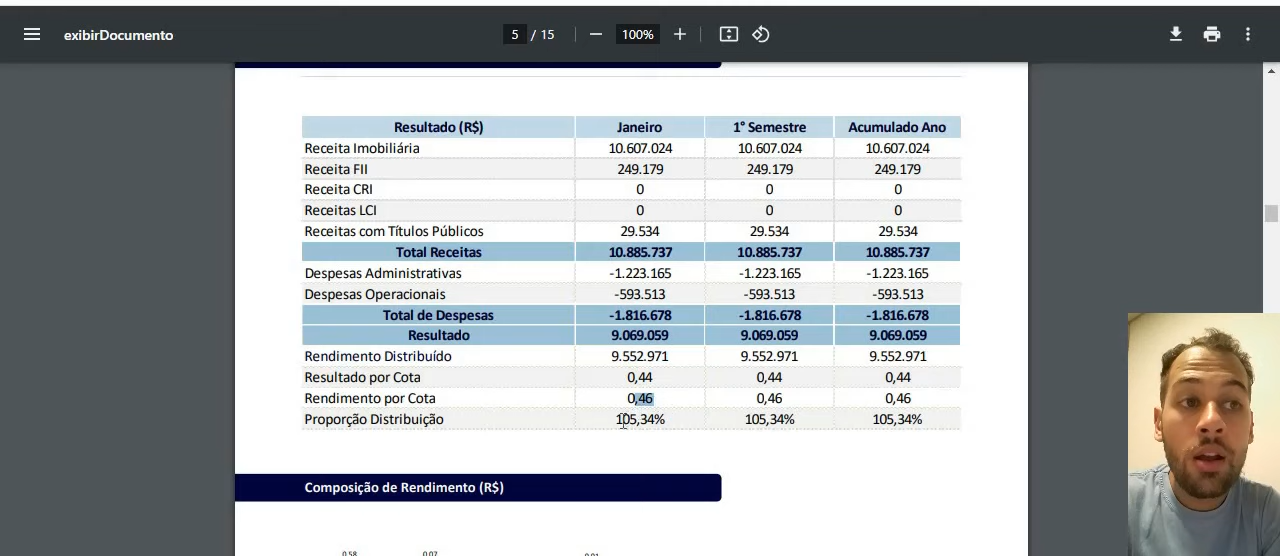 exibirDocumento 5 / 15 100%
Resultado (R$) Janeiro 1° Semestre Acumulado Ano
Receita Imobiliária 10.607.024 10.607.024 10.607.024
Receita FII 249.179 249.179 249.179
Receita CRI 0 0 0
Receitas LCI 0 0 0
Receitas com Títulos Públicos 29.534 29.534 29.534
Total Receitas 10.885.737 10.885.737 10.885.737
Despesas Administrativas -1.223.165 -1.223.165 -1.223.165
Despesas Operacionais -593.513 -593.513 -593.513
Total de Despesas -1.816.678 -1.816.678 -1.816.678
Resultado 9.069.059 9.069.059 9.069.059
Rendimento Distribuído 9.552.971 9.552.971 9.552.971
Resultado por Cota 0,44 0,44 0,44
Rendimento por Cota 0,46 0,46 0,46
Proporção Distribuição 105,34% 105,34% 105,34%
Composição de Rendimento (R$)
0,58 0,07